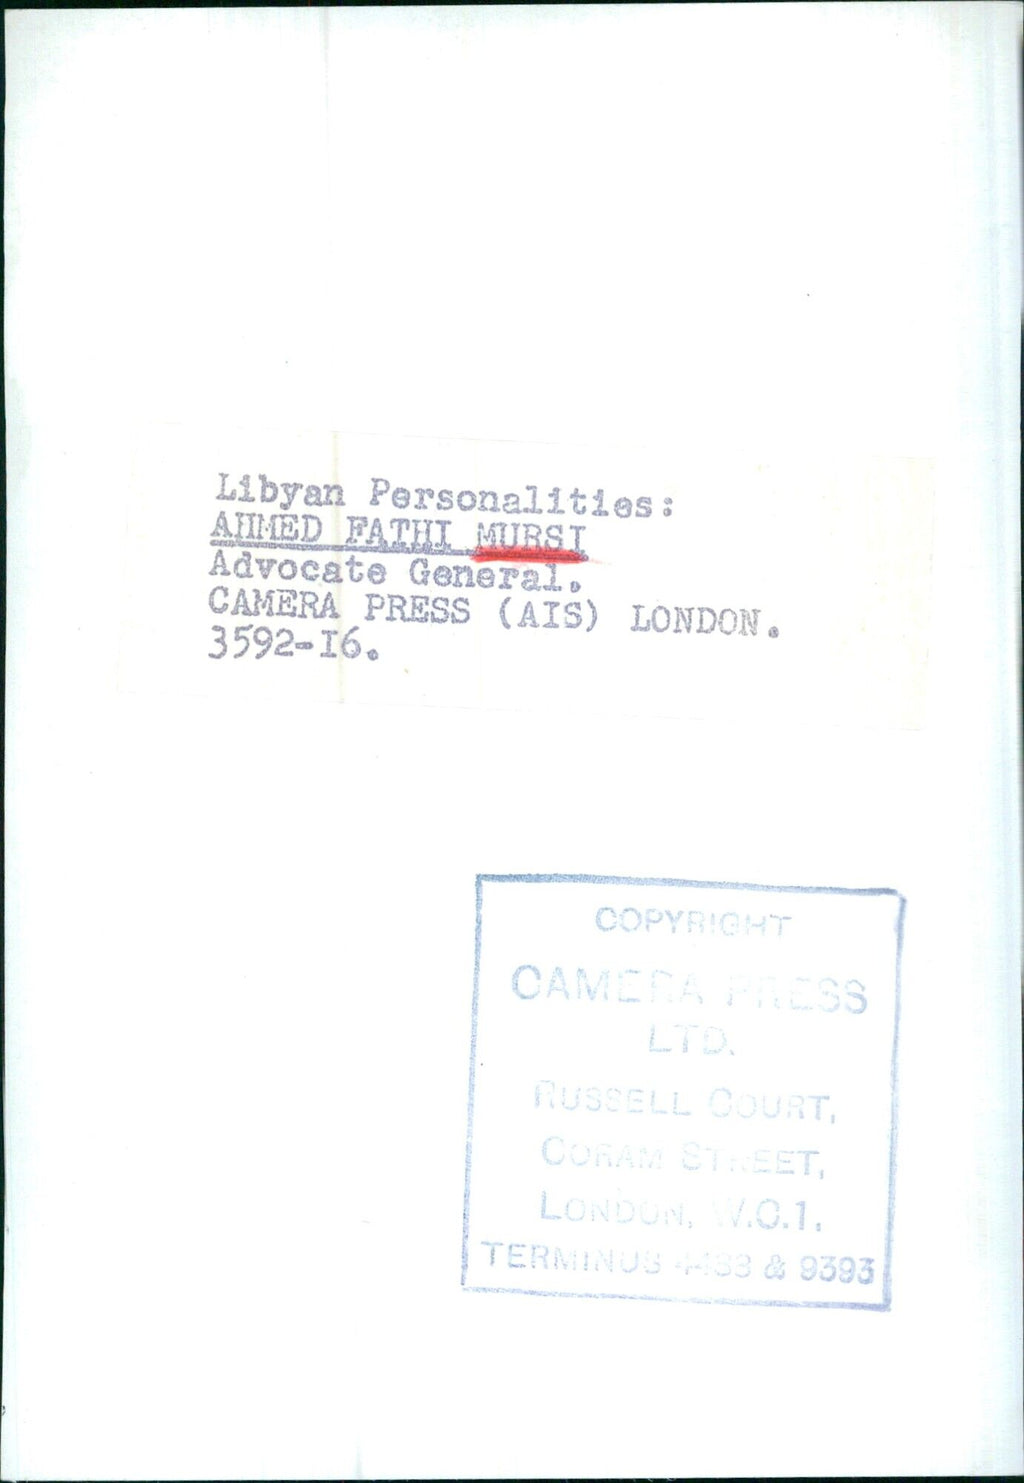 Libyan Personalities:
AHMED FATHI MURSI
Advocate General.
CAMERA PRESS (AIS) LONDON.
3592-I6.
COPYRIGHT
CAMERA PRESS
LTD.
RUSSELL COURT,
CORAM STREET,
LONDON, W.C.1.
TERMINUS 4488 & 9393